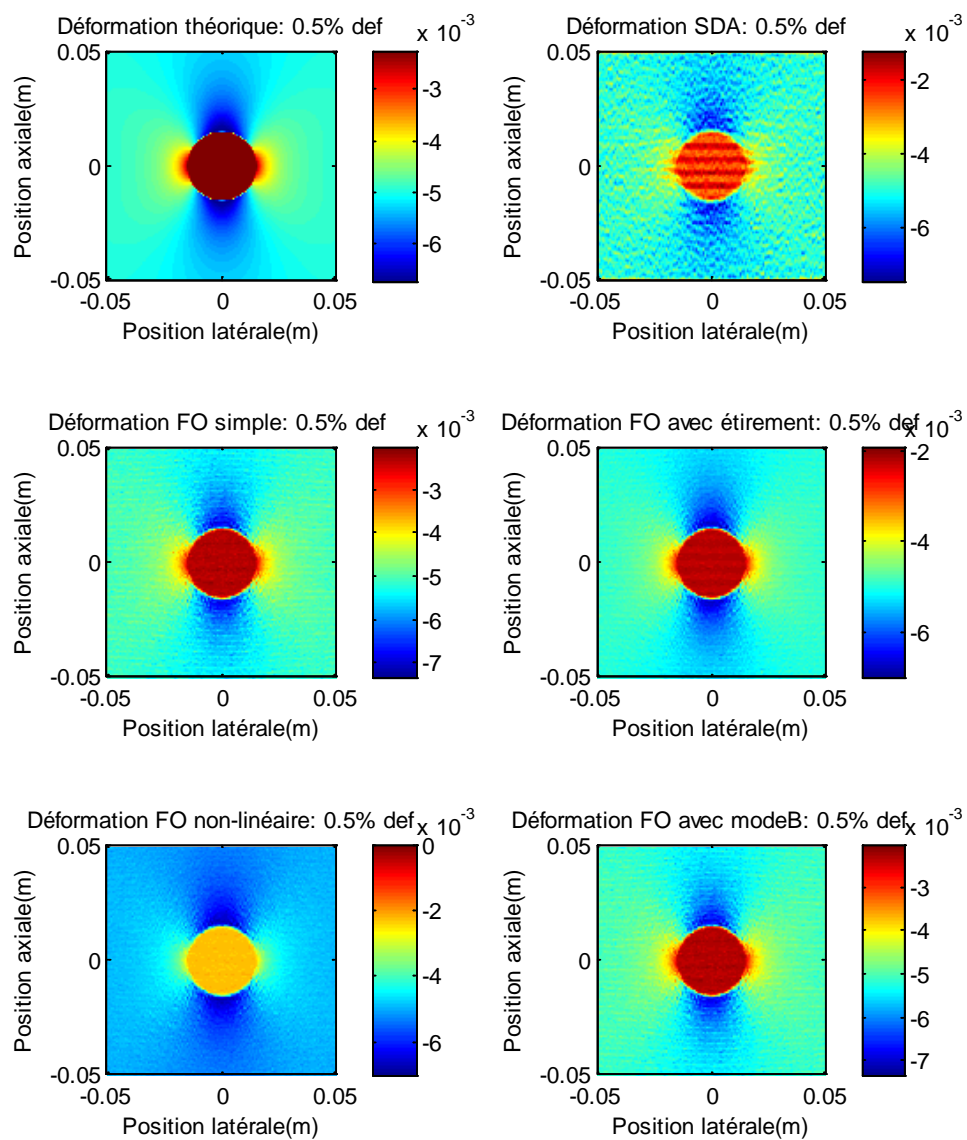 Déformation théorique: 0.5% def
x 10⁻³
0.05
0
-0.05
-0.05 0 0.05
Position axiale(m)
Position latérale(m)
-3
-4
-5
-6
Déformation SDA: 0.5% def
x 10⁻³
0.05
0
-0.05
-0.05 0 0.05
Position axiale(m)
Position latérale(m)
-2
-4
-6
Déformation FO simple: 0.5% def
x 10⁻³
0.05
0
-0.05
-0.05 0 0.05
Position axiale(m)
Position latérale(m)
-3
-4
-5
-6
-7
Déformation FO avec étirement: 0.5% def
x 10⁻³
0.05
0
-0.05
-0.05 0 0.05
Position axiale(m)
Position latérale(m)
-2
-4
-6
Déformation FO non-linéaire: 0.5% def
x 10⁻³
0.05
0
-0.05
-0.05 0 0.05
Position axiale(m)
Position latérale(m)
0
-2
-4
-6
Déformation FO avec modeB: 0.5% def
x 10⁻³
0.05
0
-0.05
-0.05 0 0.05
Position axiale(m)
Position latérale(m)
-3
-4
-5
-6
-7